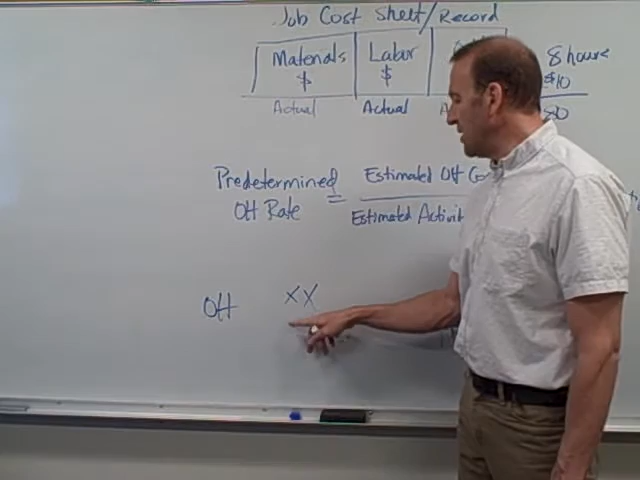 Job Cost Sheet/Record
Materials Labor
$ $
Actual Actual
8 hours
$10
80
Predetermined OH Rate = Estimated OH
Estimated
OH XX